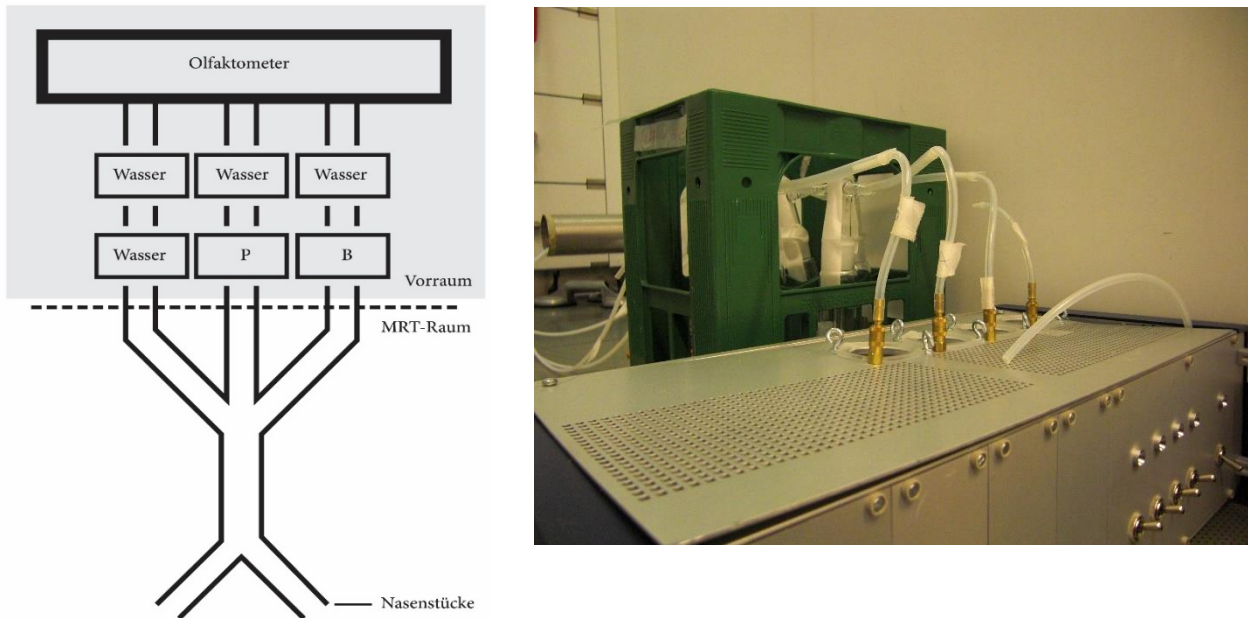 Olfaktometer
Wasser Wasser Wasser
Wasser P B
Vorraum
MRT-Raum
Nasenstücke